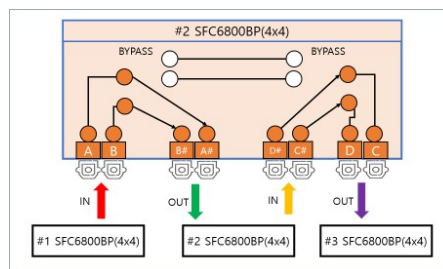 #2 SFC6800BP(4x4)
BYPASS BYPASS
A B B# A# D# C# D C
IN OUT IN OUT
#1 SFC6800BP(4x4) #2 SFC6800BP(4x4) #3 SFC6800BP(4x4)